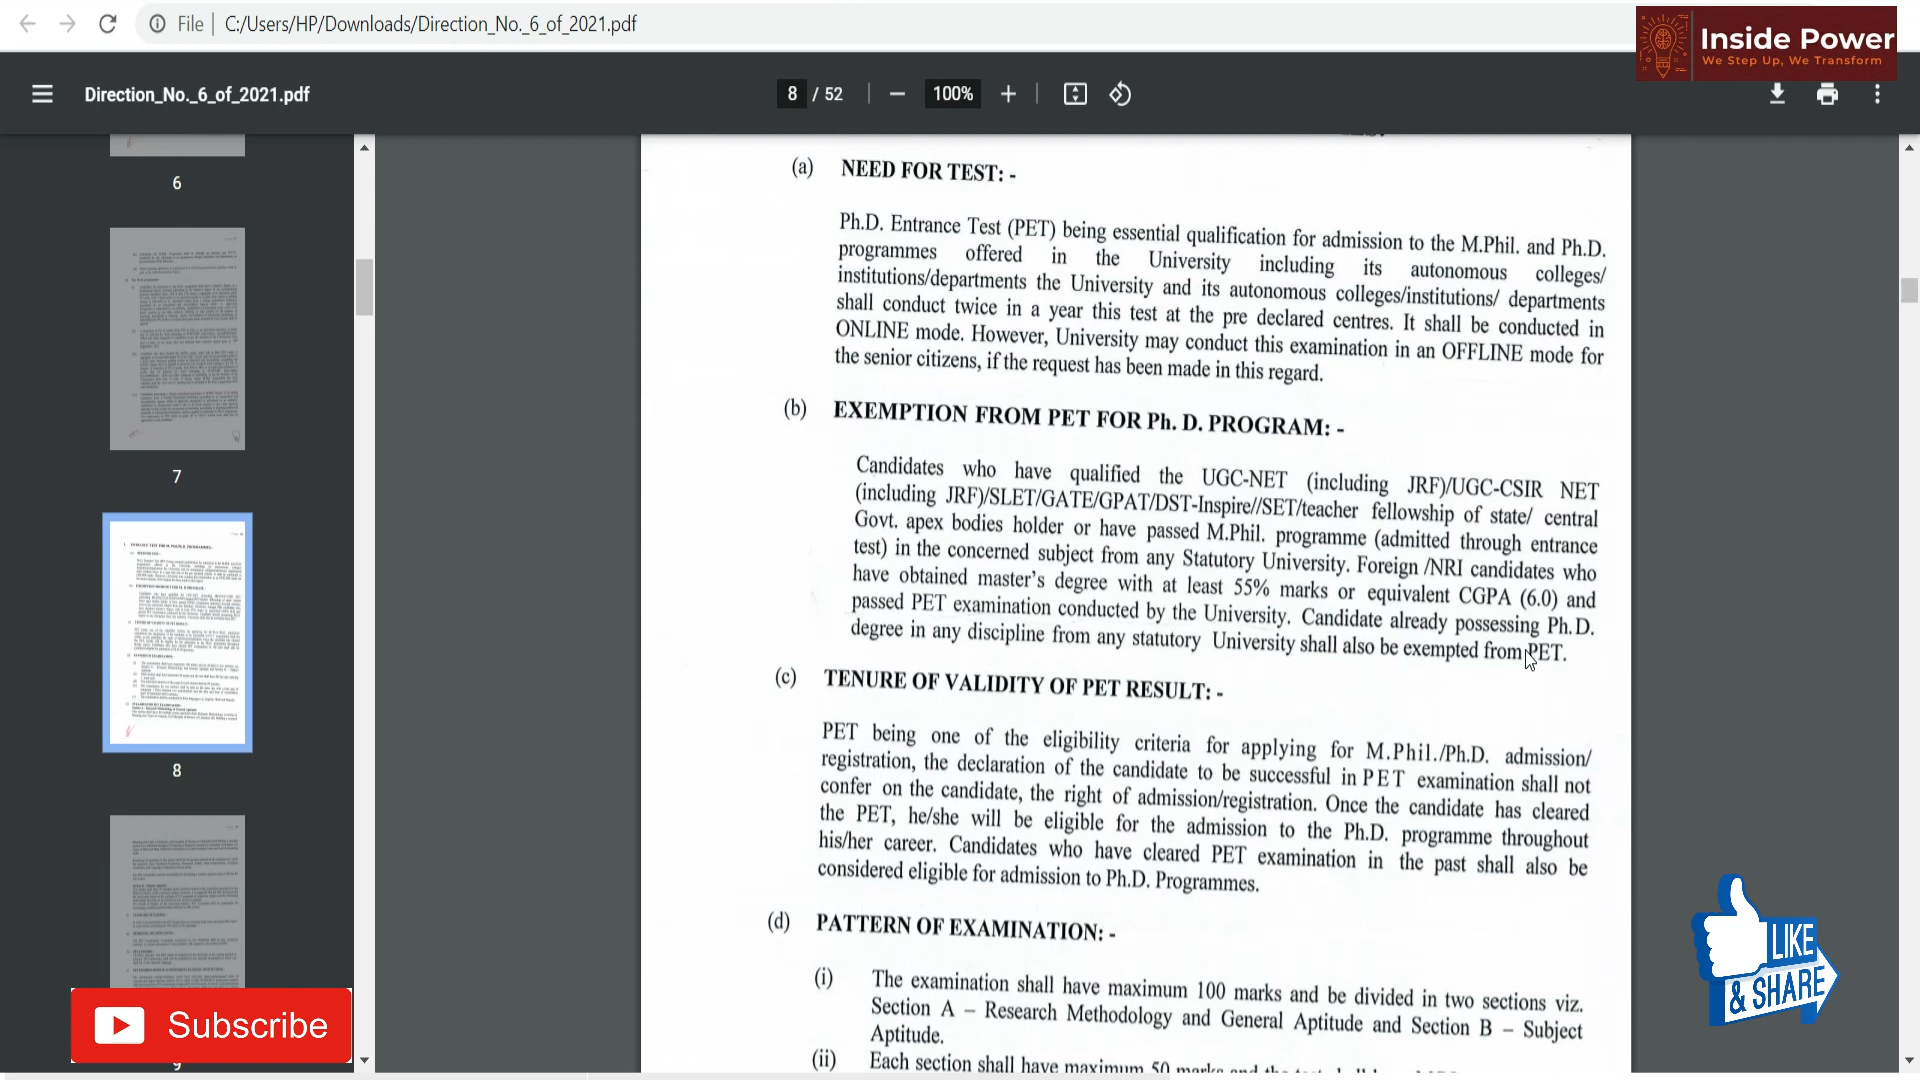 File | C:/Users/HP/Downloads/Direction_No._6_of_2021.pdf
Inside Power
We Step Up, We Transform
Direction_No._6_of_2021.pdf
8 / 52
100%
6
7
8
9
(a) NEED FOR TEST: -
Ph.D. Entrance Test (PET) being essential qualification for admission to the M.Phil. and Ph.D.
programmes offered in the University including its autonomous colleges/
institutions/departments the University and its autonomous colleges/institutions/ departments
shall conduct twice in a year this test at the pre declared centres. It shall be conducted in
ONLINE mode. However, University may conduct this examination in an OFFLINE mode for
the senior citizens, if the request has been made in this regard.
(b) EXEMPTION FROM PET FOR Ph. D. PROGRAM: -
Candidates who have qualified the UGC-NET (including JRF)/UGC-CSIR NET
(including JRF)/SLET/GATE/GPAT/DST-Inspire//SET/teacher fellowship of state/ central
Govt. apex bodies holder or have passed M.Phil. programme (admitted through entrance
test) in the concerned subject from any Statutory University. Foreign /NRI candidates who
have obtained master's degree with at least 55% marks or equivalent CGPA (6.0) and
passed PET examination conducted by the University. Candidate already possessing Ph.D.
degree in any discipline from any statutory University shall also be exempted from PET.
(c) TENURE OF VALIDITY OF PET RESULT: -
PET being one of the eligibility criteria for applying for M.Phil./Ph.D. admission/
registration, the declaration of the candidate to be successful in PET examination shall not
confer on the candidate, the right of admission/registration. Once the candidate has cleared
the PET, he/she will be eligible for the admission to the Ph.D. programme throughout
his/her career. Candidates who have cleared PET examination in the past shall also be
considered eligible for admission to Ph.D. Programmes.
(d) PATTERN OF EXAMINATION: -
(i) The examination shall have maximum 100 marks and be divided in two sections viz.
Section A – Research Methodology and General Aptitude and Section B – Subject
Aptitude.
(ii) Each section shall have maximum 50 marks and the
Subscribe
LIKE
& SHARE